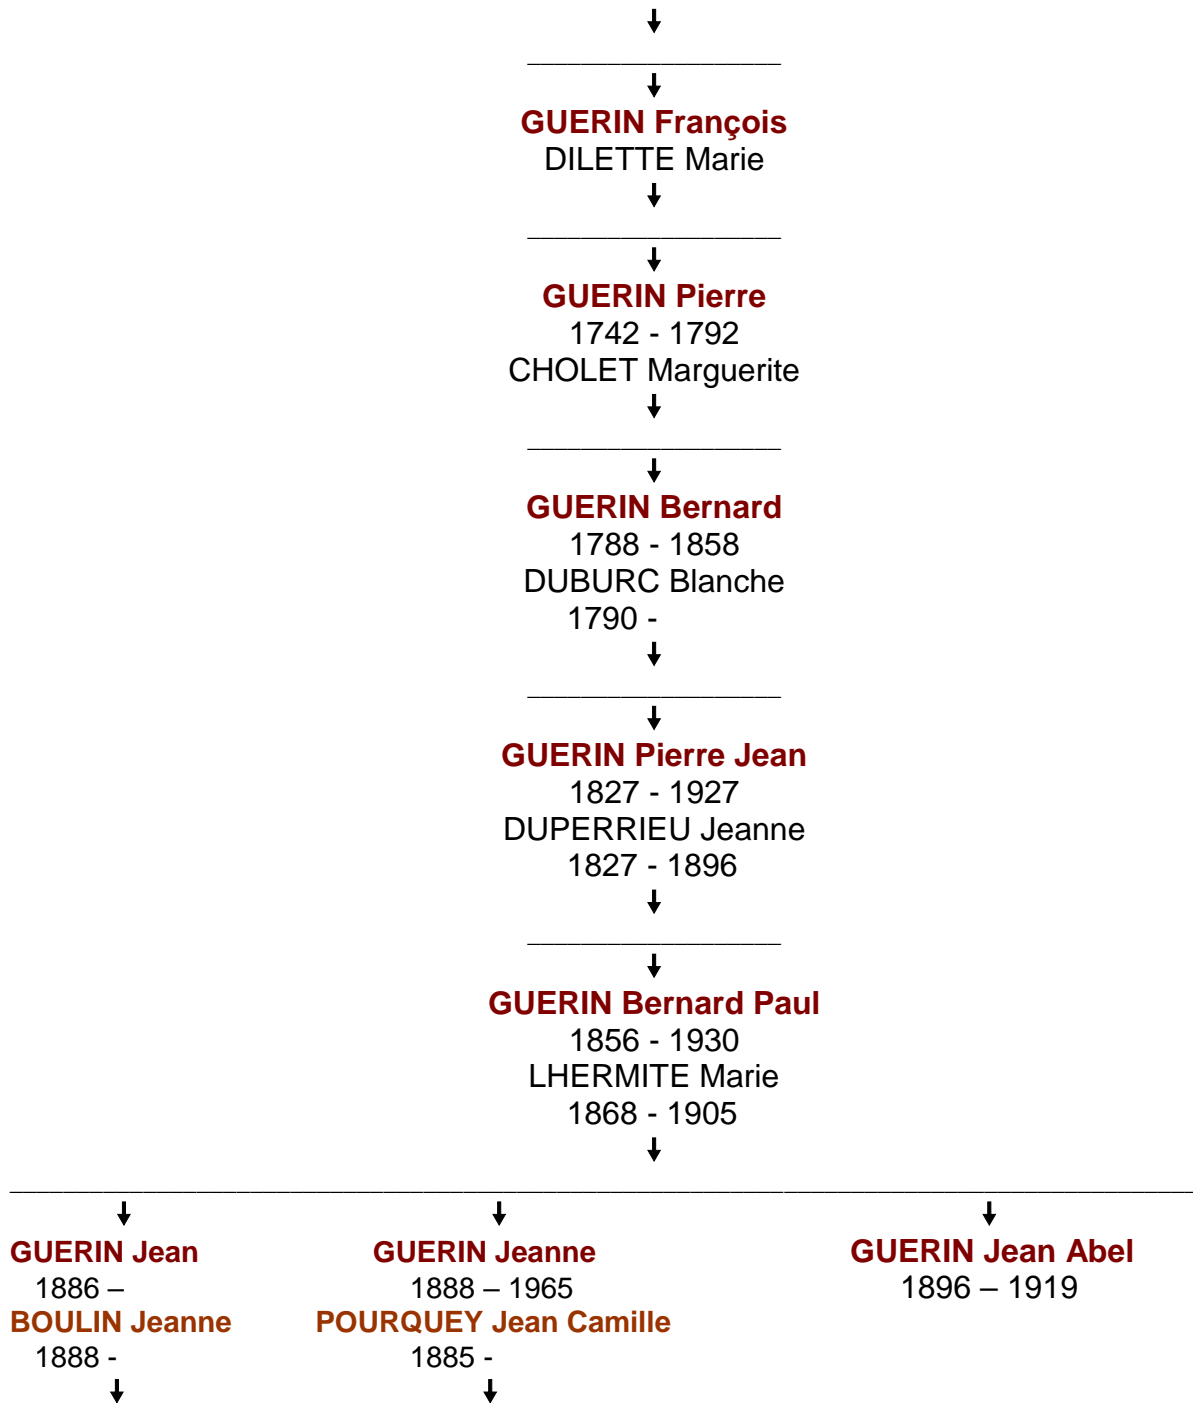 GUERIN François
DILETTE Marie
GUERIN Pierre
1742 - 1792
CHOLET Marguerite
GUERIN Bernard
1788 - 1858
DUBURC Blanche
1790 -
GUERIN Pierre Jean
1827 - 1927
DUPERRIEU Jeanne
1827 - 1896
GUERIN Bernard Paul
1856 - 1930
LHERMITE Marie
1868 - 1905
GUERIN Jean GUERIN Jeanne GUERIN Jean Abel
1886 – 1888 – 1965 1896 – 1919
BOULIN Jeanne POURQUEY Jean Camille
1888 - 1885 -